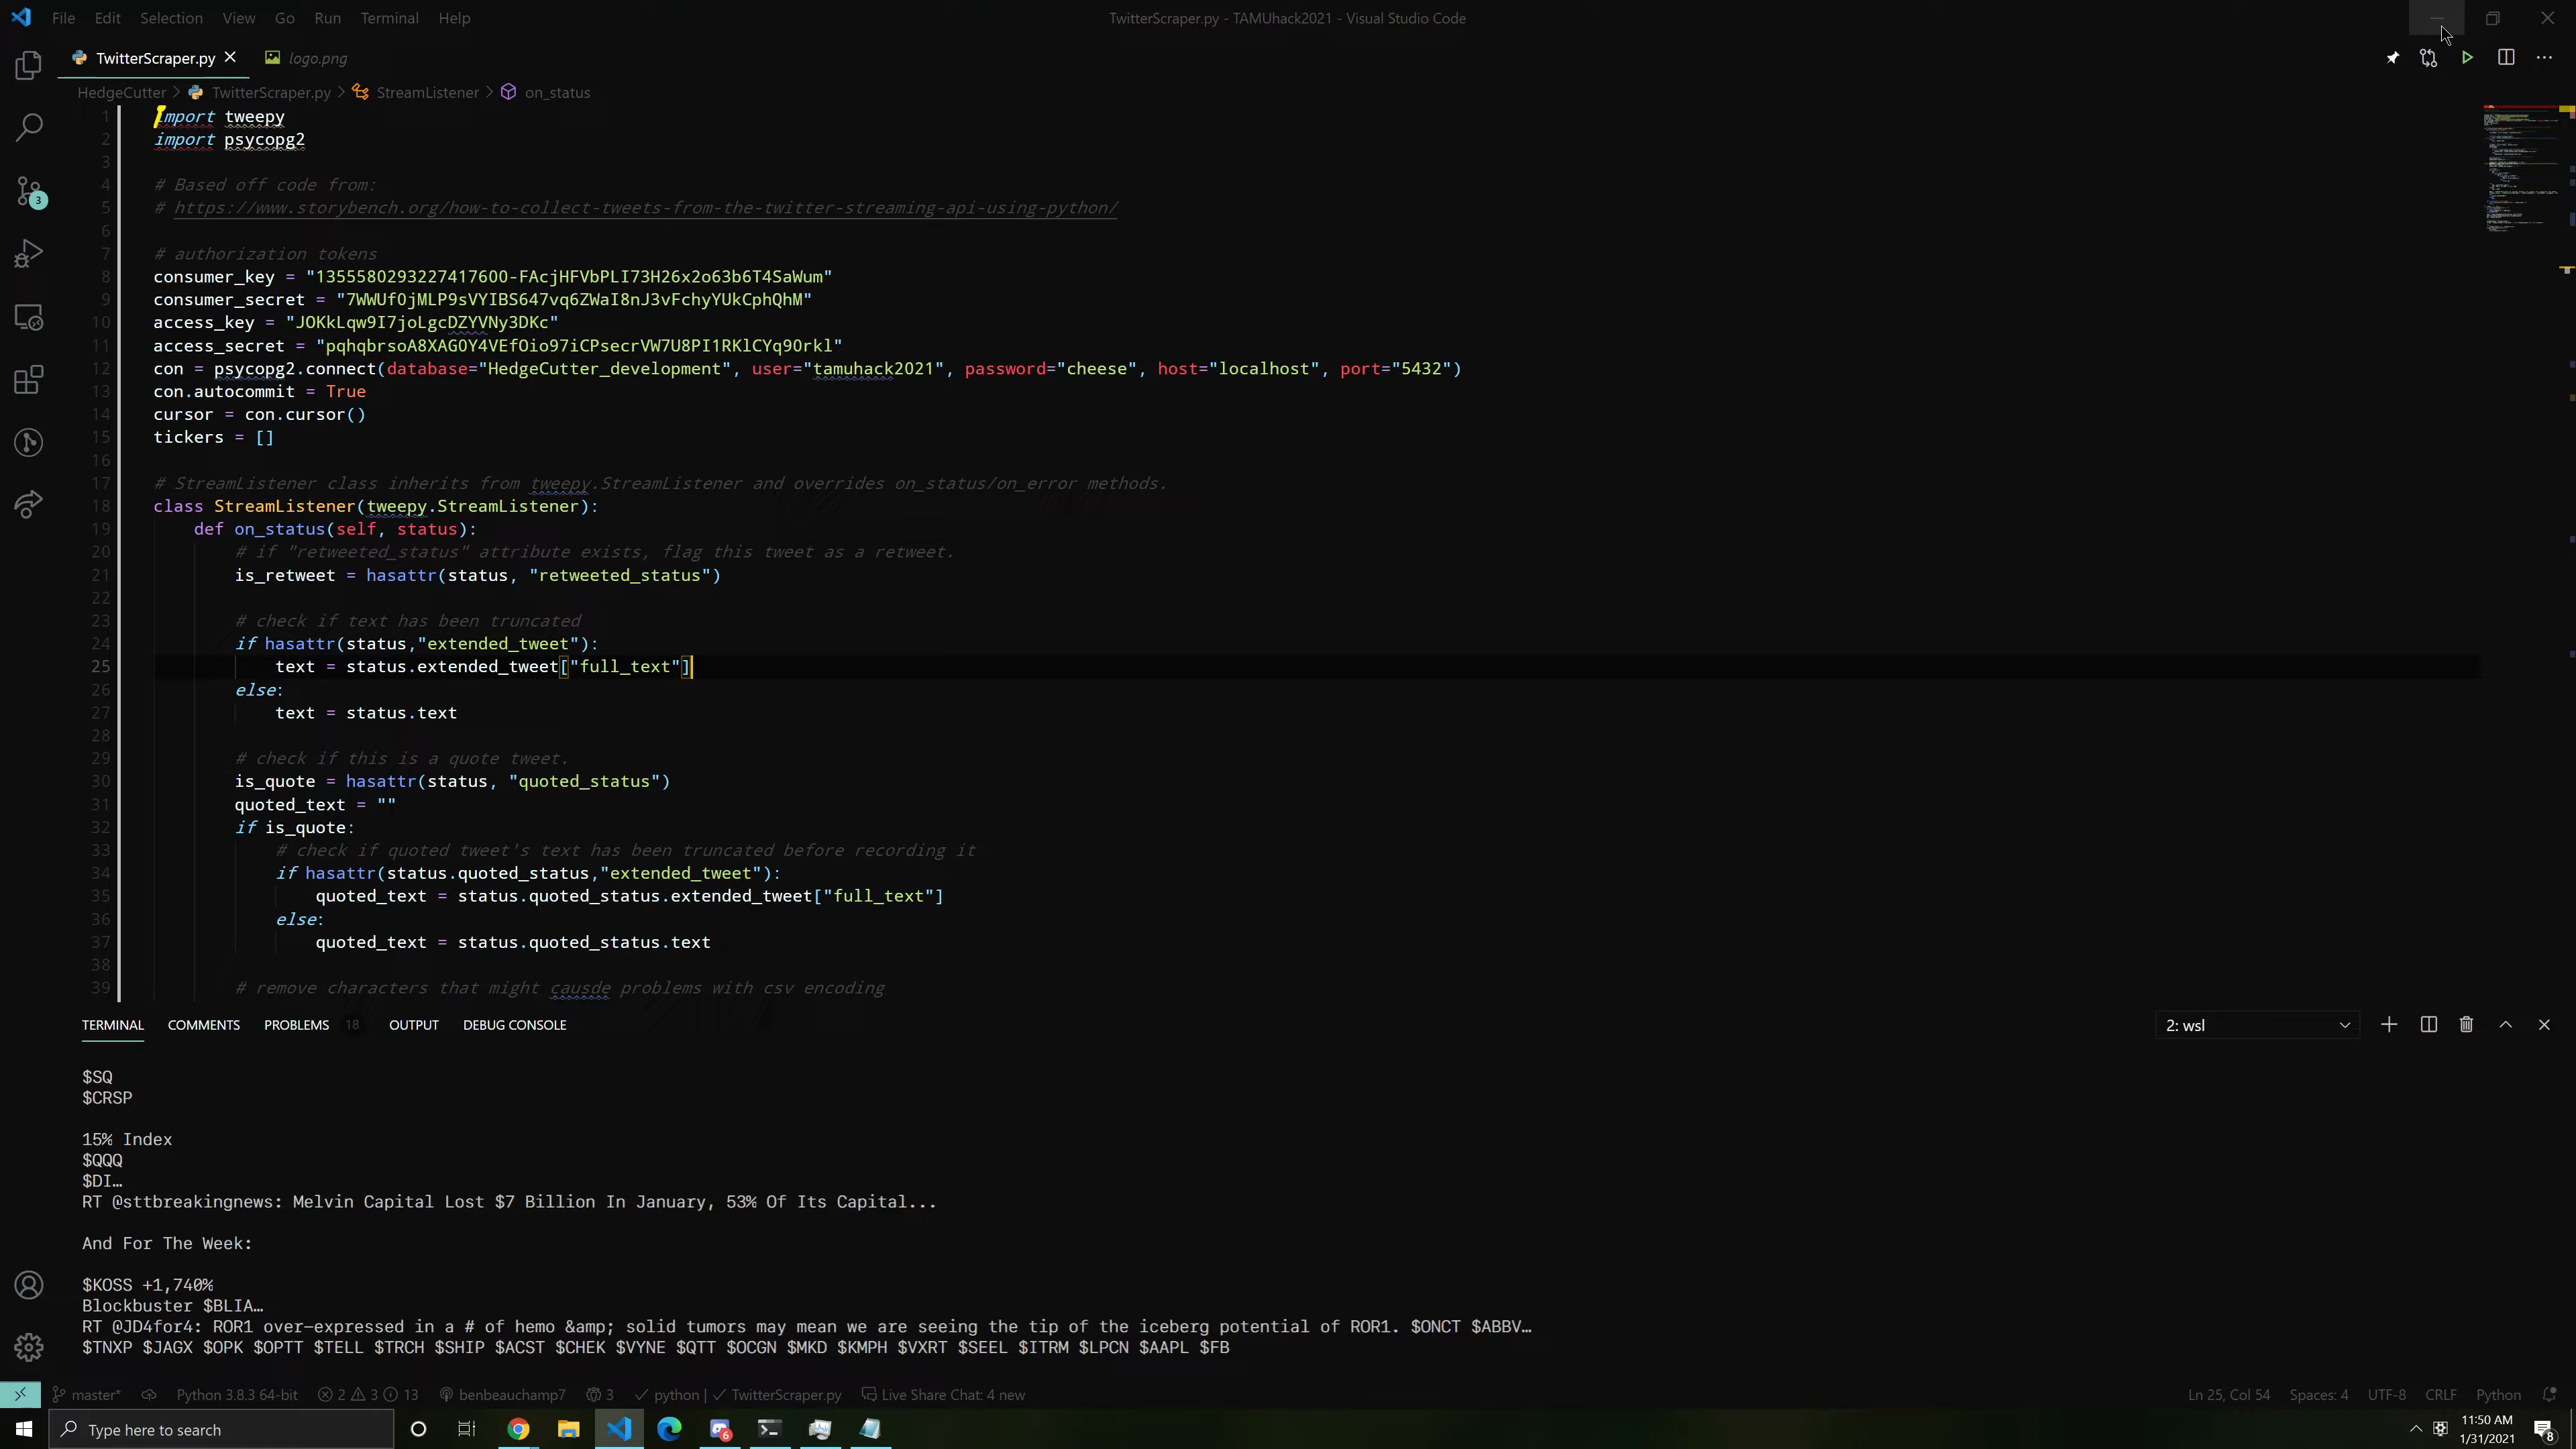 File Edit Selection View Go Run Terminal Help
TwitterScraper.py - TAMUhack2021 - Visual Studio Code
TwitterScraper.py
logo.png
HedgeCutter > TwitterScraper.py > StreamListener > on_status
1 import tweepy
2 import psycopg2
3
4 # Based off code from:
5 # https://www.storybench.org/how-to-collect-tweets-from-the-twitter-streaming-api-using-python/
6
7 # authorization tokens
8 consumer_key = "1355580293227417600-FAcjHFVbPLI73H26x2o63b6T4SaWum"
9 consumer_secret = "7WWUf0jMLP9sVYIBS647vq6ZWaI8nJ3vFchyYUkCphQhM"
10 access_key = "JOKkLqw9I7joLgcDZYVNy3DKc"
11 access_secret = "pqhqbrsoA8XAGOY4VEfOio97iCPsecrVW7U8PI1RKlCYq9Orkl"
12 con = psycopg2.connect(database="HedgeCutter_development", user="tamuhack2021", password="cheese", host="localhost", port="5432")
13 con.autocommit = True
14 cursor = con.cursor()
15 tickers = []
16
17 # StreamListener class inherits from tweepy.StreamListener and overrides on_status/on_error methods.
18 class StreamListener(tweepy.StreamListener):
19 def on_status(self, status):
20 # if "retweeted_status" attribute exists, flag this tweet as a retweet.
21 is_retweet = hasattr(status, "retweeted_status")
22
23 # check if text has been truncated
24 if hasattr(status,"extended_tweet"):
25 text = status.extended_tweet["full_text"]
26 else:
27 text = status.text
28
29 # check if this is a quote tweet.
30 is_quote = hasattr(status, "quoted_status")
31 quoted_text = ""
32 if is_quote:
33 # check if quoted tweet's text has been truncated before recording it
34 if hasattr(status.quoted_status,"extended_tweet"):
35 quoted_text = status.quoted_status.extended_tweet["full_text"]
36 else:
37 quoted_text = status.quoted_status.text
38
39 # remove characters that might causde problems with csv encoding
3
TERMINAL COMMENTS PROBLEMS 18 OUTPUT DEBUG CONSOLE
2: wsl
$SQ
$CRSP
15% Index
$QQQ
$DI…
RT @sttbreakingnews: Melvin Capital Lost $7 Billion In January, 53% Of Its Capital...
And For The Week:
$KOSS +1,740%
Blockbuster $BLIA…
RT @JD4for4: ROR1 over-expressed in a # of hemo &amp; solid tumors may mean we are seeing the tip of the iceberg potential of ROR1. $ONCT $ABBV…
$TNXP $JAGX $OPK $OPTT $TELL $TRCH $SHIP $ACST $CHEK $VYNE $QTT $OCGN $MKD $KMPH $VXRT $SEEL $ITRM $LPCN $AAPL $FB
master* Python 3.8.3 64-bit 2 3 13 benbeauchamp7 3 python | TwitterScraper.py Live Share Chat: 4 new
Ln 25, Col 54 Spaces: 4 UTF-8 CRLF Python
Type here to search
6
11:50 AM
1/31/2021
8